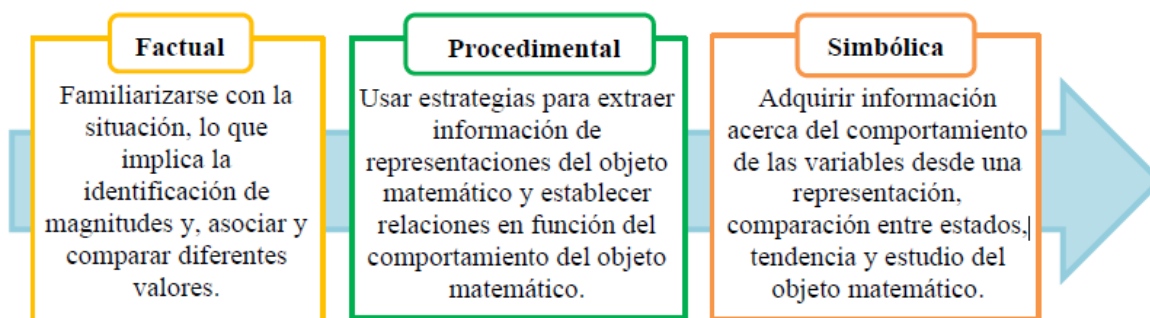 Factual
Familiarizarse con la
situación, lo que
implica la
identificación de
magnitudes y, asociar y
comparar diferentes
valores.
Procedimental
Usar estrategias para extraer
información de
representaciones del objeto
matemático y establecer
relaciones en función del
comportamiento del objeto
matemático.
Simbólica
Adquirir información
acerca del comportamiento
de las variables desde una
representación,
comparación entre estados,
tendencia y estudio del
objeto matemático.